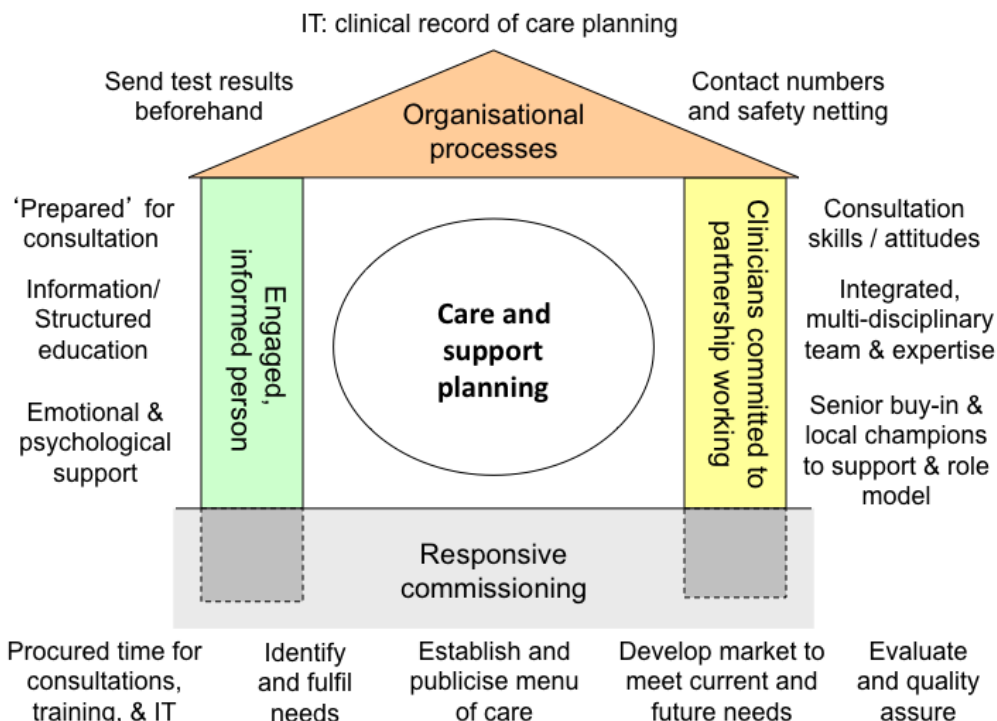 IT: clinical record of care planning
Send test results
beforehand
Contact numbers
and safety netting
Organisational
processes
‘Prepared’ for
consultation
Information/
Structured
education
Emotional &
psychological
support
Engaged,
informed person
Care and
support
planning
Clinicians committed to
partnership working
Consultation
skills / attitudes
Integrated,
multi-disciplinary
team & expertise
Senior buy-in &
local champions
to support & role
model
Responsive
commissioning
Procured time for
consultations,
training, & IT
Identify
and fulfil
needs
Establish and
publicise menu
of care
Develop market to
meet current and
future needs
Evaluate
and quality
assure